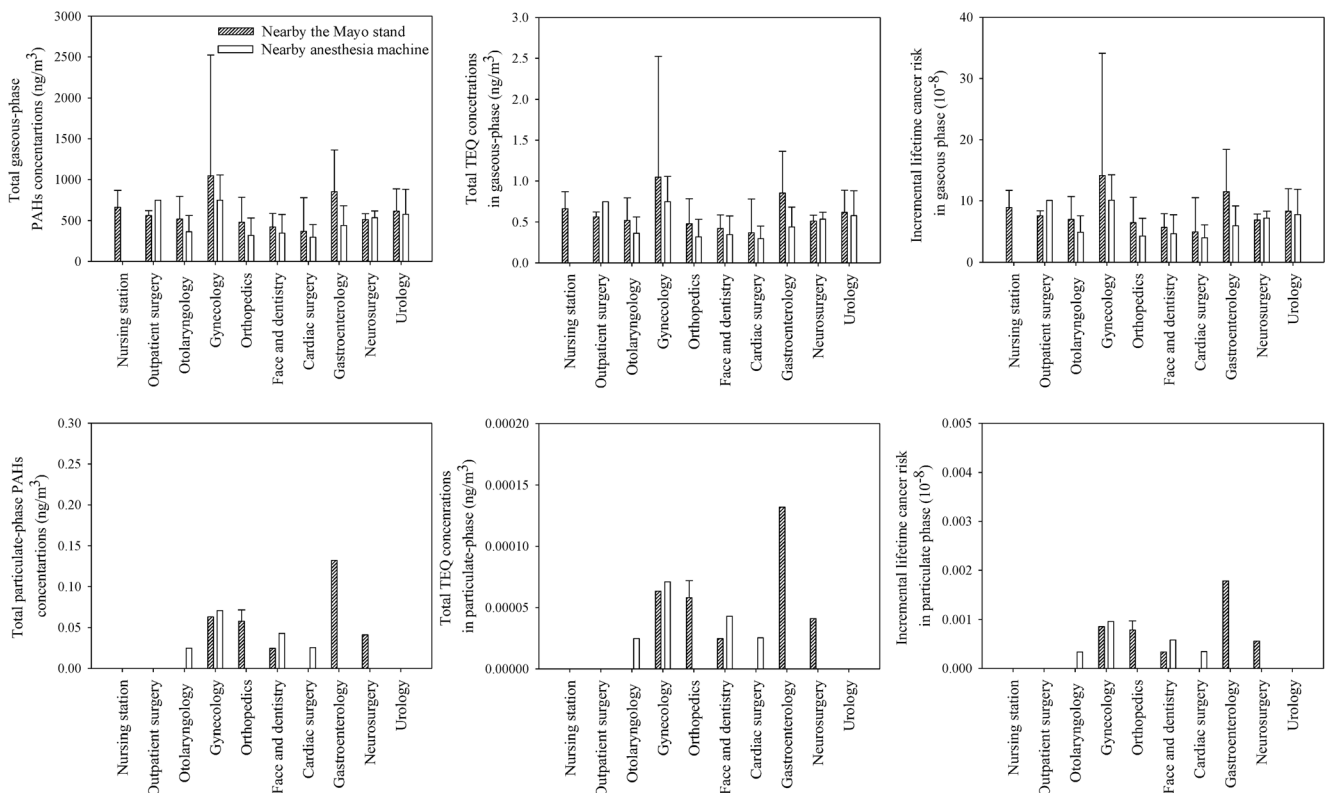 Total gaseous-phase
PAHs concentartions (ng/m3)
3000
2500
2000
1500
1000
500
0
Nearby the Mayo stand
Nearby anesthesia machine
Nursing station
Outpatient surgery
Otolaryngology
Gynecology
Orthopedics
Face and dentistry
Cardiac surgery
Gastroenterology
Neurosurgery
Urology
Total TEQ concetrations
in gaseous-phase (ng/m3)
3.0
2.5
2.0
1.5
1.0
0.5
0.0
Nursing station
Outpatient surgery
Otolaryngology
Gynecology
Orthopedics
Face and dentistry
Cardiac surgery
Gastroenterology
Neurosurgery
Urology
Incremental lifetime cancer risk
in gaseous phase (10-8)
40
30
20
10
0
Nursing station
Outpatient surgery
Otolaryngology
Gynecology
Orthopedics
Face and dentistry
Cardiac surgery
Gastroenterology
Neurosurgery
Urology
Total particulate-phase PAHs
concentartions (ng/m3)
0.30
0.25
0.20
0.15
0.10
0.05
0.00
Nursing station
Outpatient surgery
Otolaryngology
Gynecology
Orthopedics
Face and dentistry
Cardiac surgery
Gastroenterology
Neurosurgery
Urology
Total TEQ concenrations
in particulate-phase (ng/m3)
0.00020
0.00015
0.00010
0.00005
0.00000
Nursing station
Outpatient surgery
Otolaryngology
Gynecology
Orthopedics
Face and dentistry
Cardiac surgery
Gastroenterology
Neurosurgery
Urology
Incremental lifetime cancer risk
in particulate phase (10-8)
0.005
0.004
0.003
0.002
0.001
0.000
Nursing station
Outpatient surgery
Otolaryngology
Gynecology
Orthopedics
Face and dentistry
Cardiac surgery
Gastroenterology
Neurosurgery
Urology